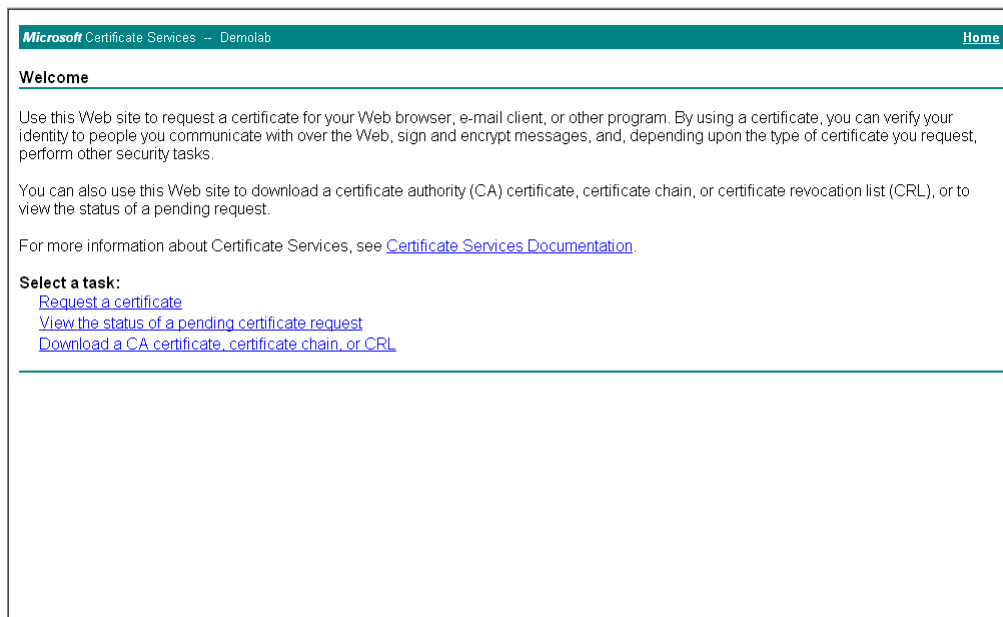 Microsoft Certificate Services -- Demolab Home
Welcome
Use this Web site to request a certificate for your Web browser, e-mail client, or other program. By using a certificate, you can verify your
identity to people you communicate with over the Web, sign and encrypt messages, and, depending upon the type of certificate you request,
perform other security tasks.
You can also use this Web site to download a certificate authority (CA) certificate, certificate chain, or certificate revocation list (CRL), or to
view the status of a pending request.
For more information about Certificate Services, see Certificate Services Documentation.
Select a task:
Request a certificate
View the status of a pending certificate request
Download a CA certificate, certificate chain, or CRL